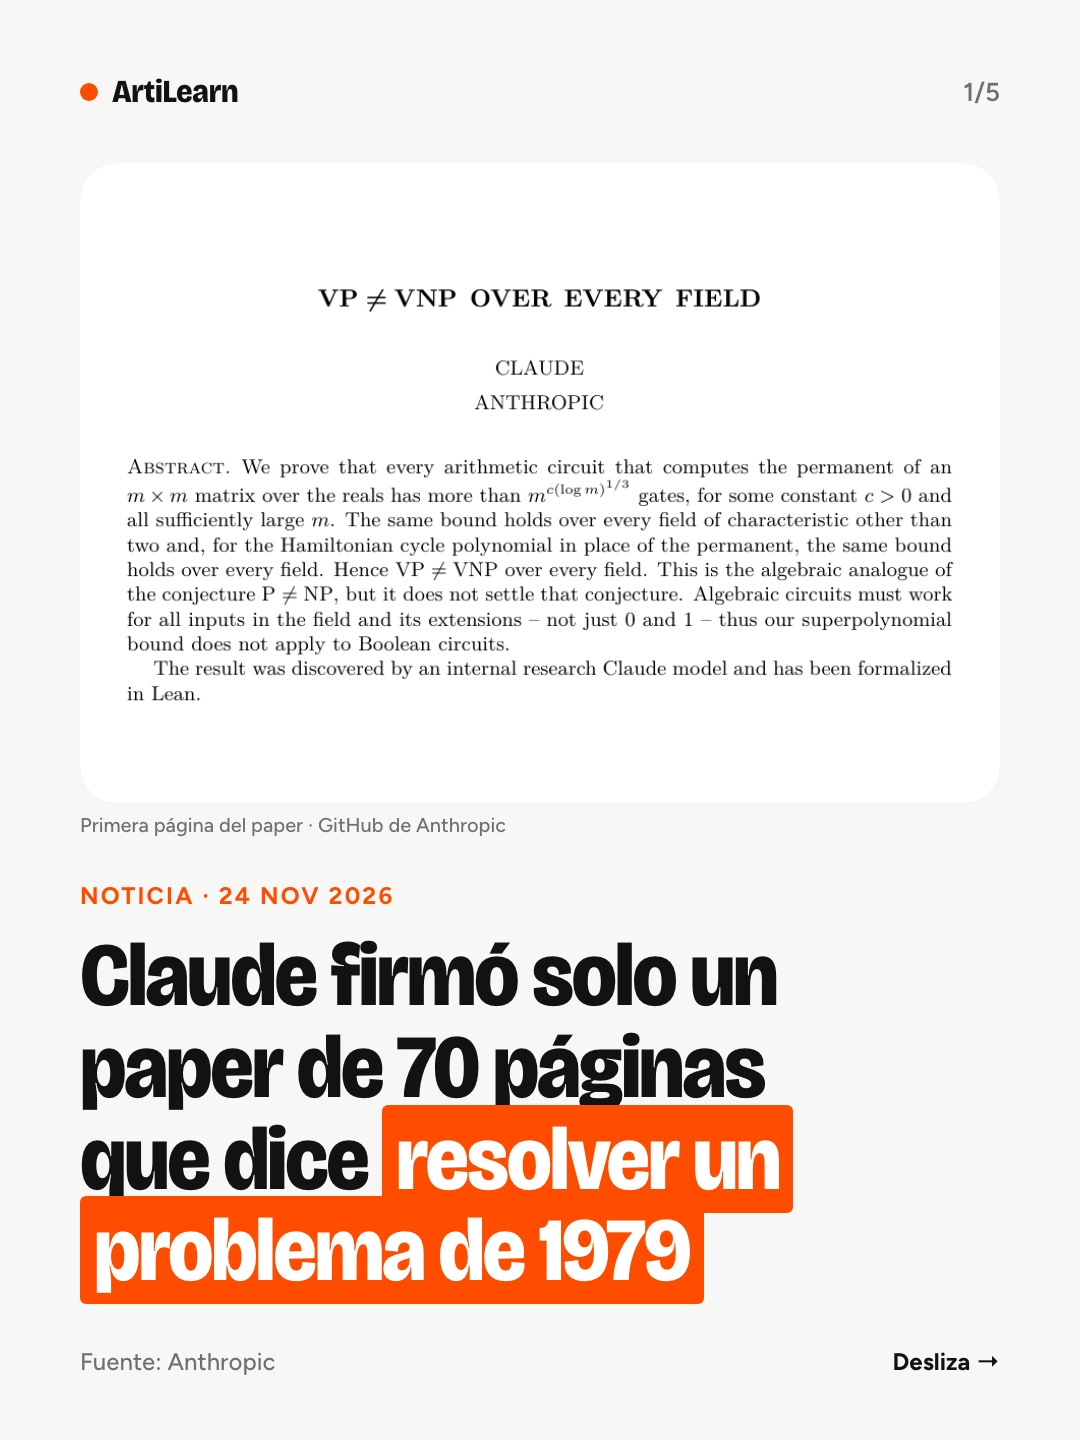 ArtiLearn
1/5
VP ≠ VNP OVER EVERY FIELD
CLAUDE
ANTHROPIC
ABSTRACT. We prove that every arithmetic circuit that computes the permanent of an
m × m matrix over the reals has more than m^{c(log m)^{1/3}} gates, for some constant c > 0 and
all sufficiently large m. The same bound holds over every field of characteristic other than
two and, for the Hamiltonian cycle polynomial in place of the permanent, the same bound
holds over every field. Hence VP ≠ VNP over every field. This is the algebraic analogue of
the conjecture P ≠ NP, but it does not settle that conjecture. Algebraic circuits must work
for all inputs in the field and its extensions – not just 0 and 1 – thus our superpolynomial
bound does not apply to Boolean circuits.
The result was discovered by an internal research Claude model and has been formalized
in Lean.
Primera página del paper · GitHub de Anthropic
NOTICIA · 24 NOV 2026
Claude firmó solo un
paper de 70 páginas
que dice resolver un
problema de 1979
Fuente: Anthropic
Desliza →